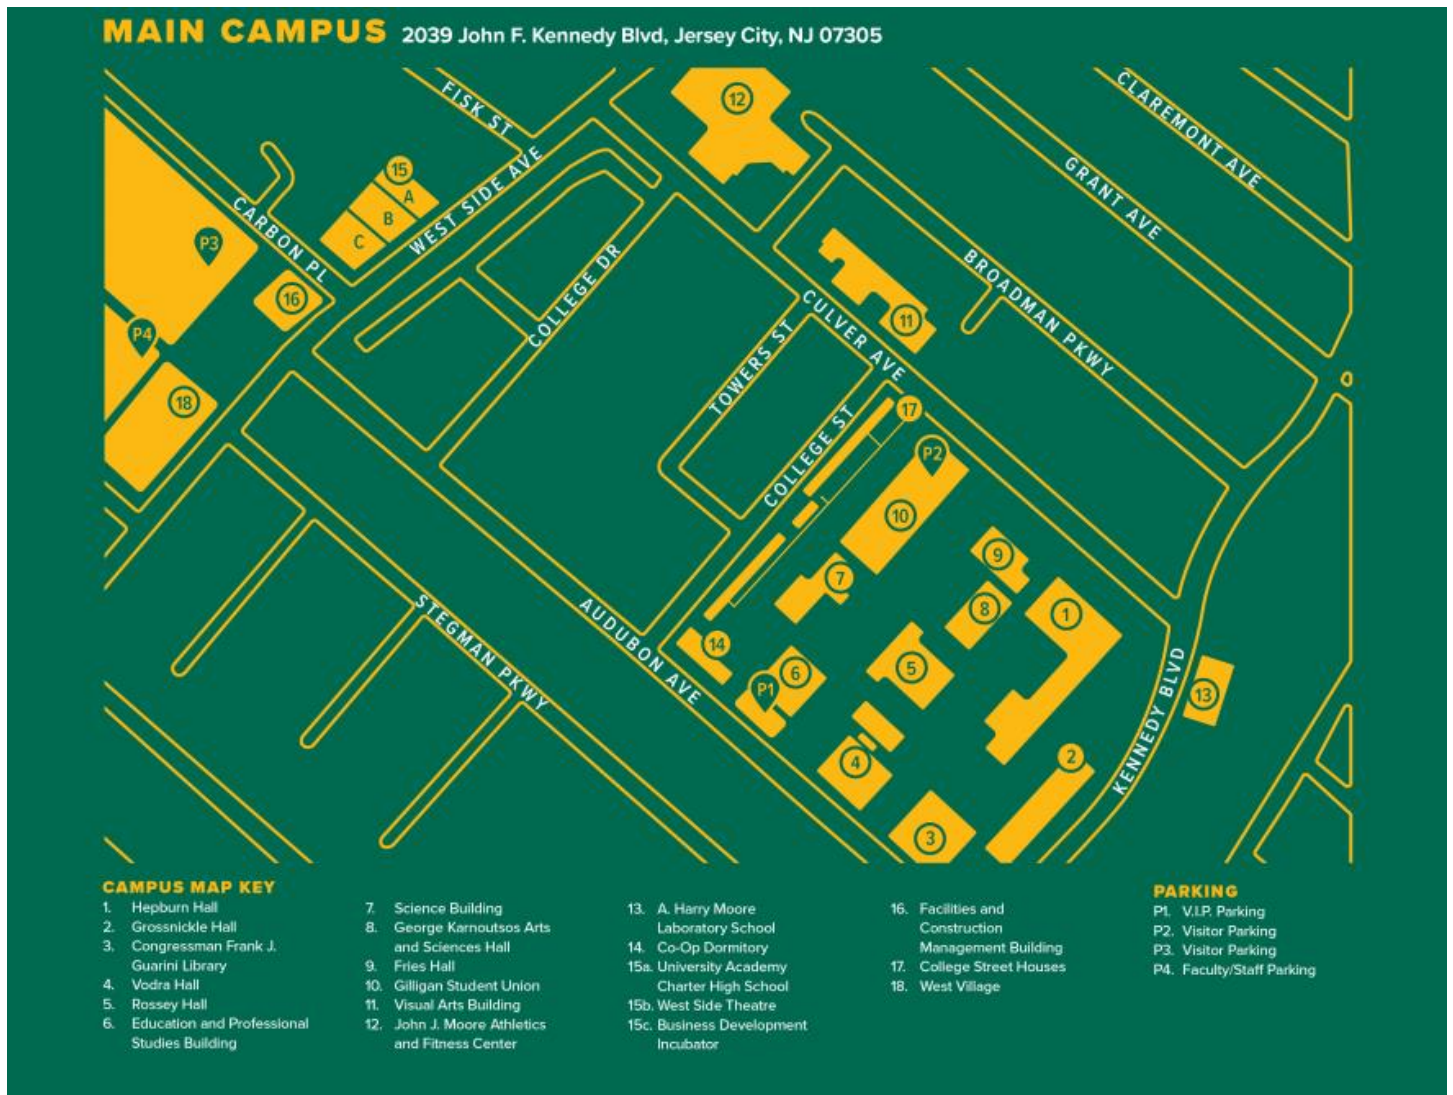 MAIN CAMPUS 2039 John F. Kennedy Blvd, Jersey City, NJ 07305
FISK ST
12
CLAREMONT AVE
15
A
B
C
WEST SIDE AVE
GRANT AVE
CARBON PL
P3
16
P4
18
COLLEGE DR
BROADMAN PKWY
CULVER AVE
11
TOWERS ST
17
COLLEGE ST
P2
10
9
7
8
1
STEGMAN PKWY
AUDUBON AVE
14
6
5
P1
13
KENNEDY BLVD
4
2
3
CAMPUS MAP KEY
1. Hepburn Hall
2. Grossnickle Hall
3. Congressman Frank J.
Guarini Library
4. Vodra Hall
5. Rossey Hall
6. Education and Professional
Studies Building
7. Science Building
8. George Karnoutsos Arts
and Sciences Hall
9. Fries Hall
10. Gilligan Student Union
11. Visual Arts Building
12. John J. Moore Athletics
and Fitness Center
13. A. Harry Moore
Laboratory School
14. Co-Op Dormitory
15a. University Academy
Charter High School
15b. West Side Theatre
15c. Business Development
Incubator
16. Facilities and
Construction
Management Building
17. College Street Houses
18. West Village
PARKING
P1. V.I.P. Parking
P2. Visitor Parking
P3. Visitor Parking
P4. Faculty/Staff Parking